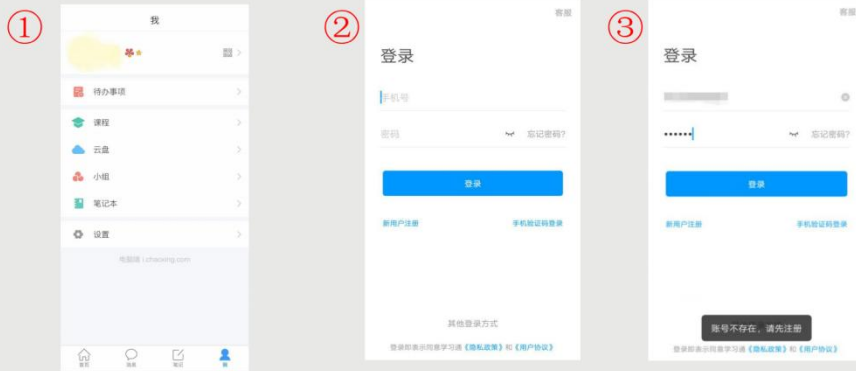 ①
我
待办事项
课程
云盘
小组
笔记本
设置
i.chaoxing.com
首页
消息
笔记
我
②
客服
登录
手机号
密码
忘记密码?
登录
新用户注册
手机验证码登录
其他登录方式
登录即表示同意学习通《隐私政策》和《用户协议》
③
客服
登录
忘记密码?
登录
新用户注册
手机验证码登录
账号不存在，请先注册
登录即表示同意学习通《隐私政策》和《用户协议》